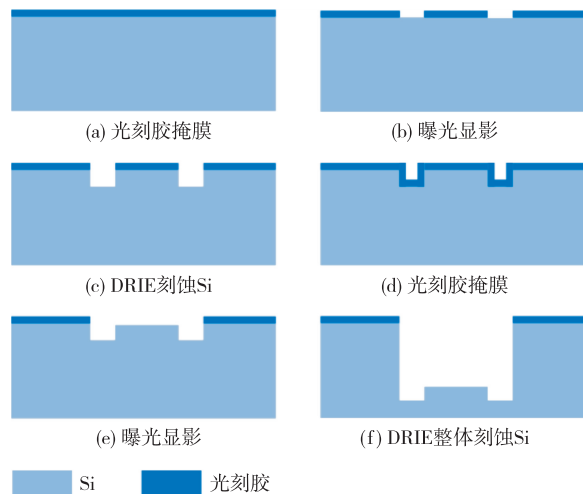 (a) 光刻胶掩膜
(b) 曝光显影
(c) DRIE刻蚀Si
(d) 光刻胶掩膜
(e) 曝光显影
(f) DRIE整体刻蚀Si
Si
光刻胶